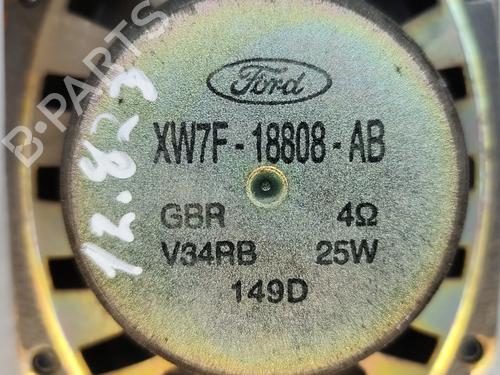 Ford
XW7F-18808-AB
GBR 4Ω
V34RB 25W
149D
B-PARTS